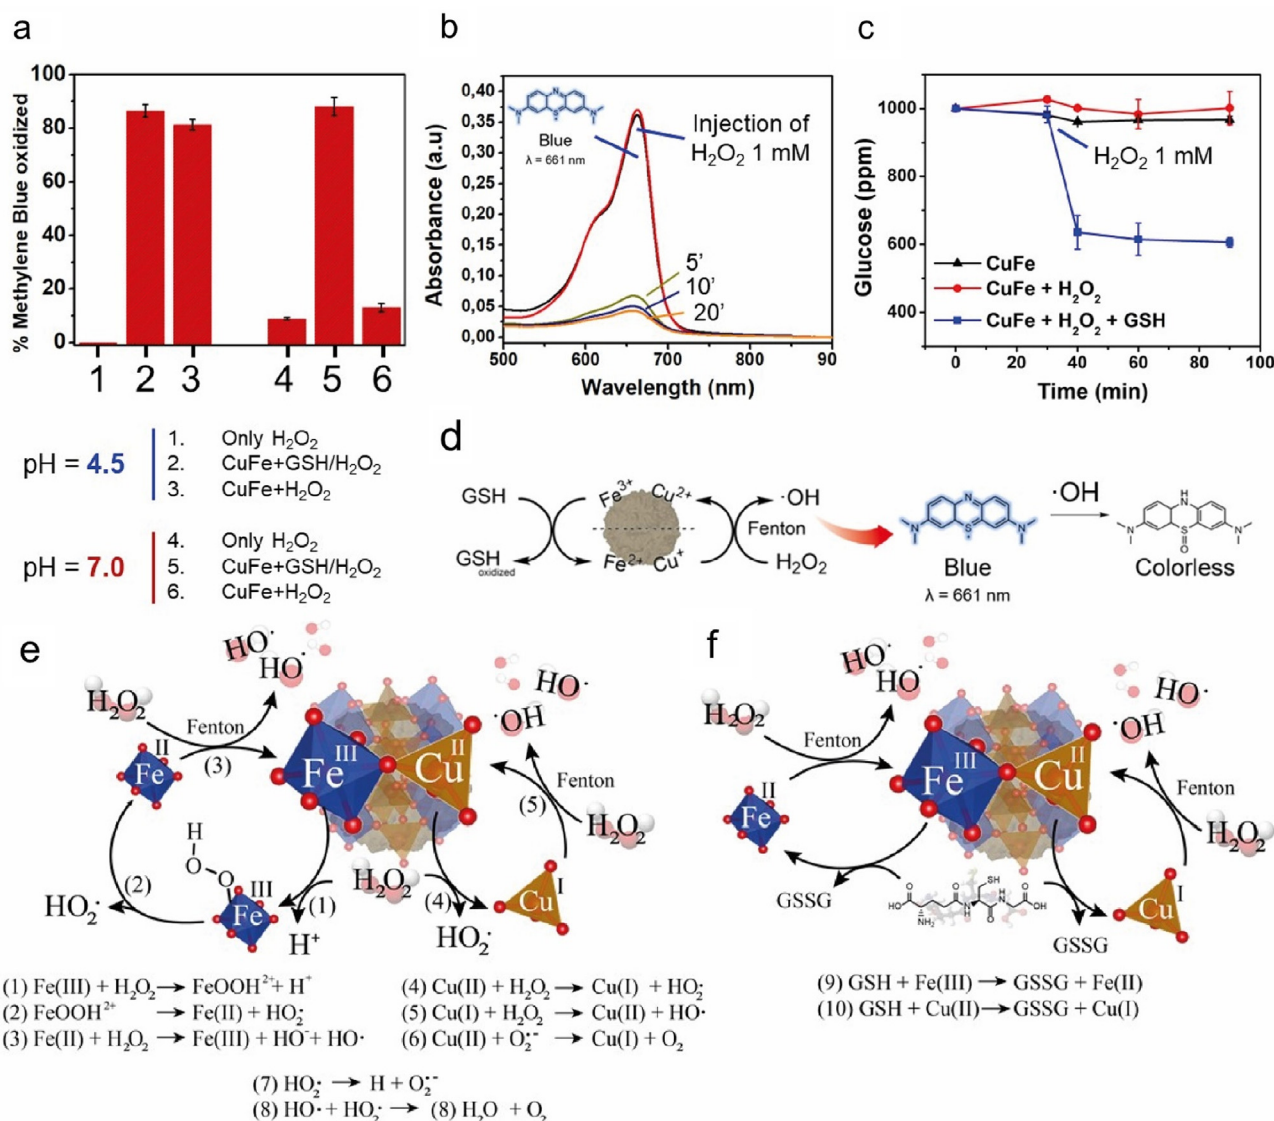 a
% Methylene Blue oxidized
100
80
60
40
20
0
1 2 3 4 5 6
pH = 4.5
1. Only H₂O₂
2. CuFe+GSH/H₂O₂
3. CuFe+H₂O₂
pH = 7.0
4. Only H₂O₂
5. CuFe+GSH/H₂O₂
6. CuFe+H₂O₂
b
Absorbance (a.u)
0,40
0,35
0,30
0,25
0,20
0,15
0,10
0,05
0,00
500 600 700 800 90
Wavelength (nm)
N
N
S
N
Blue
λ = 661 nm
Injection of
H₂O₂ 1 mM
5'
10'
20'
c
Glucose (ppm)
1000
800
600
400
0 20 40 60 80 100
Time (min)
H₂O₂ 1 mM
CuFe
CuFe + H₂O₂
CuFe + H₂O₂ + GSH
d
GSH
GSH
oxidized
Fe³⁺ Cu²⁺
Fe²⁺ Cu⁺
·OH
Fenton
H₂O₂
N
N
S
N
Blue
λ = 661 nm
·OH
H
N
N
S
O
N
Colorless
e
HO·
HO·
H₂O₂
Fenton
(3)
II
Fe
III
Fe
II
Cu
·OH
HO·
Fenton
(5)
H₂O₂
H
O
O
III
Fe
(2)
HO₂·
(1)
H⁺
H₂O₂
(4)
HO₂·
I
Cu
(1) Fe(III) + H₂O₂ → FeOOH²⁺ + H⁺
(2) FeOOH²⁺ → Fe(II) + HO₂·
(3) Fe(II) + H₂O₂ → Fe(III) + HO⁻ + HO·
(4) Cu(II) + H₂O₂ → Cu(I) + HO₂·
(5) Cu(I) + H₂O₂ → Cu(II) + HO·
(6) Cu(II) + O₂·⁻ → Cu(I) + O₂
(7) HO₂· → H + O₂·⁻
(8) HO· + HO₂· → (8) H₂O + O₂
f
HO·
HO·
H₂O₂
Fenton
II
Fe
III
Fe
II
Cu
·OH
HO·
Fenton
H₂O₂
GSSG
HO
O
NH₂
O
H
N
SH
O
N
H
O
OH
GSSG
I
Cu
(9) GSH + Fe(III) → GSSG + Fe(II)
(10) GSH + Cu(II) → GSSG + Cu(I)